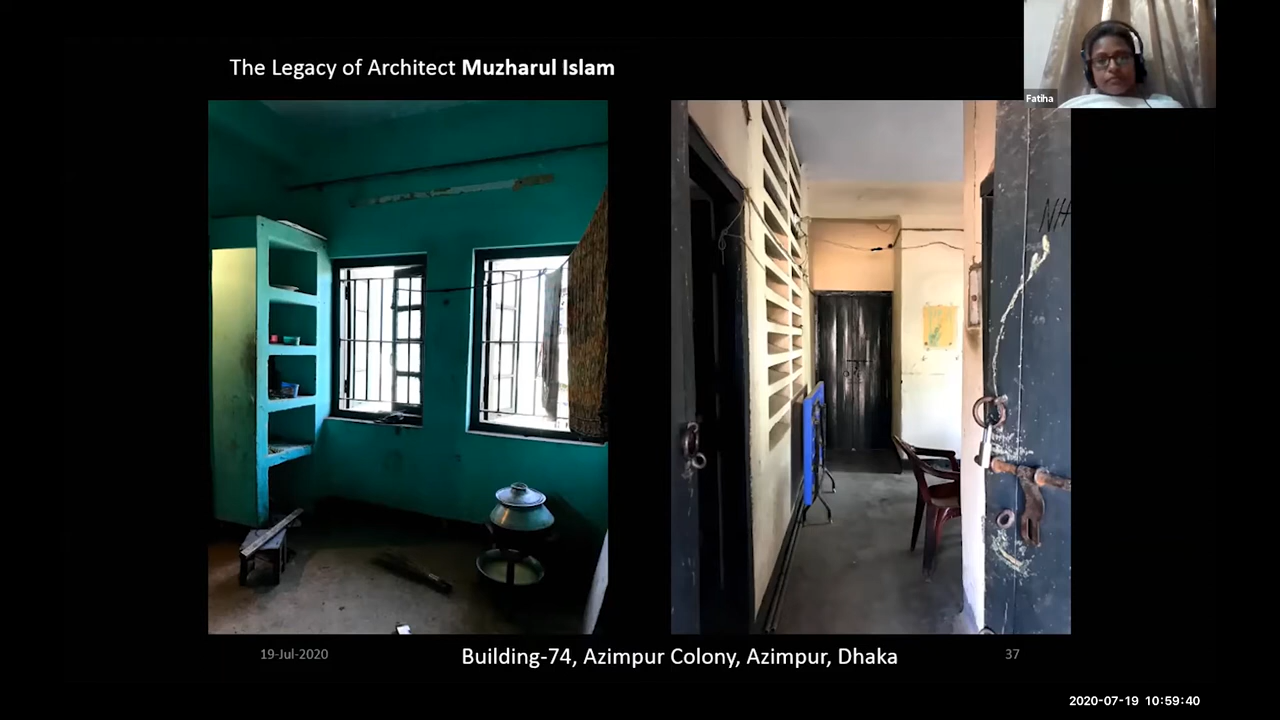 The Legacy of Architect Muzharul Islam
Fatiha
NH
19-Jul-2020
Building-74, Azimpur Colony, Azimpur, Dhaka
37
2020-07-19 10:59:40